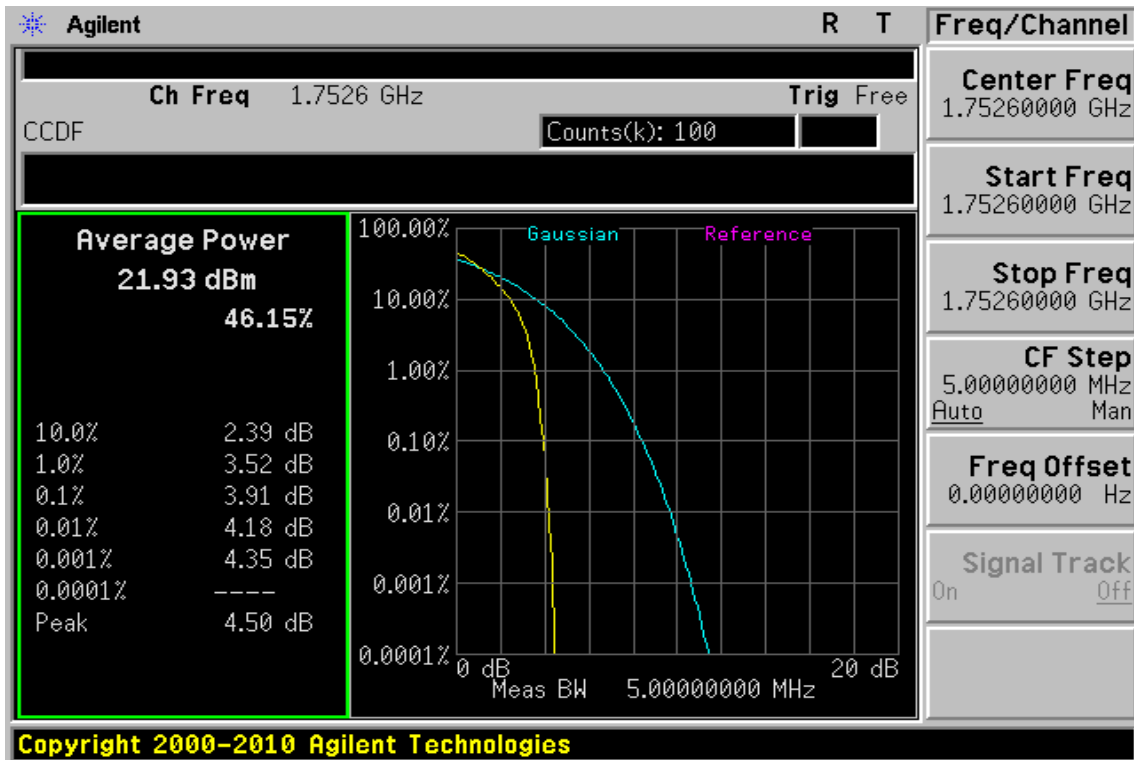 Agilent R T
Ch Freq 1.7526 GHz Trig Free
CCDF Counts(k): 100
Average Power
21.93 dBm
46.15%
10.0% 2.39 dB
1.0% 3.52 dB
0.1% 3.91 dB
0.01% 4.18 dB
0.001% 4.35 dB
0.0001% ----
Peak 4.50 dB
Gaussian Reference
100.00%
10.00%
1.00%
0.10%
0.01%
0.001%
0.0001%
0 dB 20 dB
Meas BW 5.00000000 MHz
Freq/Channel
Center Freq
1.75260000 GHz
Start Freq
1.75260000 GHz
Stop Freq
1.75260000 GHz
CF Step
5.00000000 MHz
Auto Man
Freq Offset
0.00000000 Hz
Signal Track
On Off
Copyright 2000-2010 Agilent Technologies